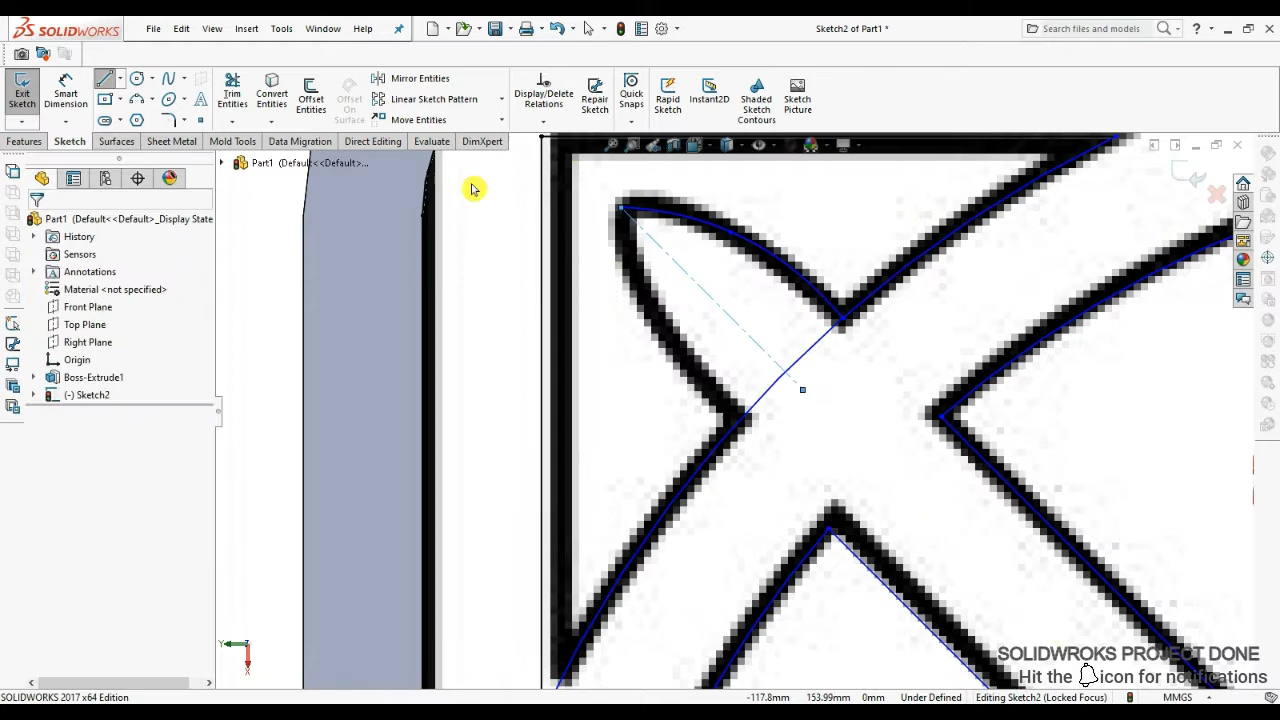 SOLIDWORKS
File Edit View Insert Tools Window Help
Sketch2 of Part1 *
Search files and models
Exit Sketch
Smart Dimension
Trim Entities
Convert Entities
Offset Entities
Offset On Surface
Mirror Entities
Linear Sketch Pattern
Move Entities
Display/Delete Relations
Repair Sketch
Quick Snaps
Rapid Sketch
Instant2D
Shaded Sketch Contours
Sketch Picture
Features Sketch Surfaces Sheet Metal Mold Tools Data Migration Direct Editing Evaluate DimXpert
Part1 (Default<<Default>...
Part1 (Default<<Default>_Display State
History
Sensors
Annotations
Material <not specified>
Front Plane
Top Plane
Right Plane
Origin
Boss-Extrude1
(-) Sketch2
Y
Z
X
SOLIDWROKS PROJECT DONE
Hit the icon for notifications
SOLIDWORKS 2017 x64 Edition
-117.8mm 153.99mm 0mm Under Defined Editing Sketch2 (Locked Focus) MMGS